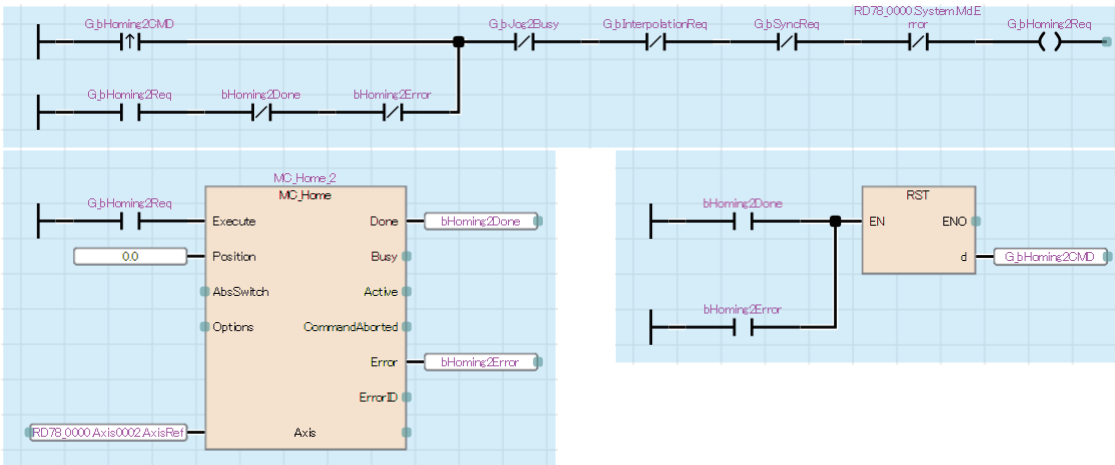 RD78_0000.System.Md.E
G_bHoming2CMD G_bJog2Busy G_bInterpolationReq G_bSyncReq rror G_bHoming2Req
G_bHoming2Req bHoming2Done bHoming2Error
MC_Home_2
MC_Home
G_bHoming2Req
Execute Done bHoming2Done
0.0 Position Busy
AbsSwitch Active
Options CommandAborted
Error bHoming2Error
ErrorID
RD78_0000.Axis0002.AxisRef Axis
bHoming2Done
RST
EN ENO
d G_bHoming2CMD
bHoming2Error